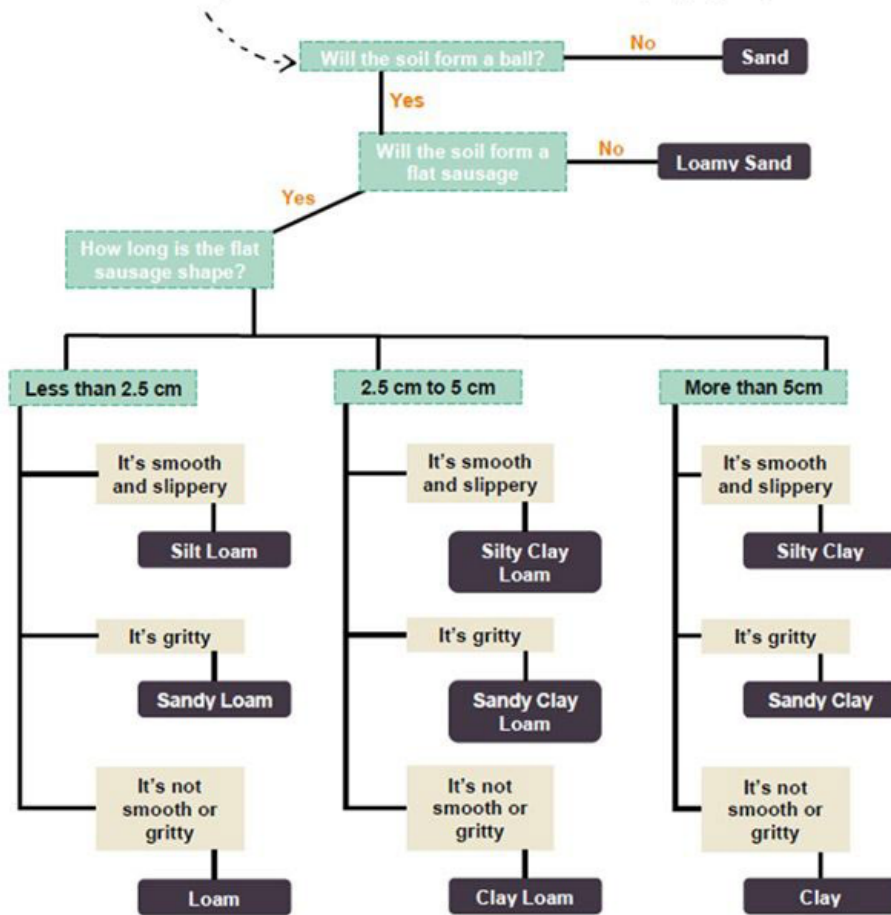 Will the soil form a ball?
No
Sand
Yes
Will the soil form a
flat sausage
No
Loamy Sand
Yes
How long is the flat
sausage shape?
Less than 2.5 cm
2.5 cm to 5 cm
More than 5cm
It's smooth
and slippery
It's smooth
and slippery
It's smooth
and slippery
Silt Loam
Silty Clay
Loam
Silty Clay
It's gritty
It's gritty
It's gritty
Sandy Loam
Sandy Clay
Loam
Sandy Clay
It's not
smooth or
gritty
It's not
smooth or
gritty
It's not
smooth or
gritty
Loam
Clay Loam
Clay